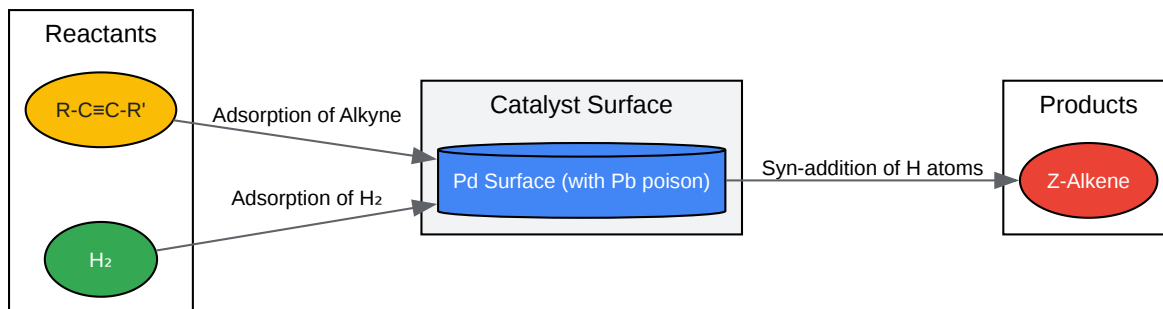 Reactants
R-C≡C-R'
H₂
Adsorption of Alkyne
Adsorption of H₂
Catalyst Surface
Pd Surface (with Pb poison)
Syn-addition of H atoms
Products
Z-Alkene